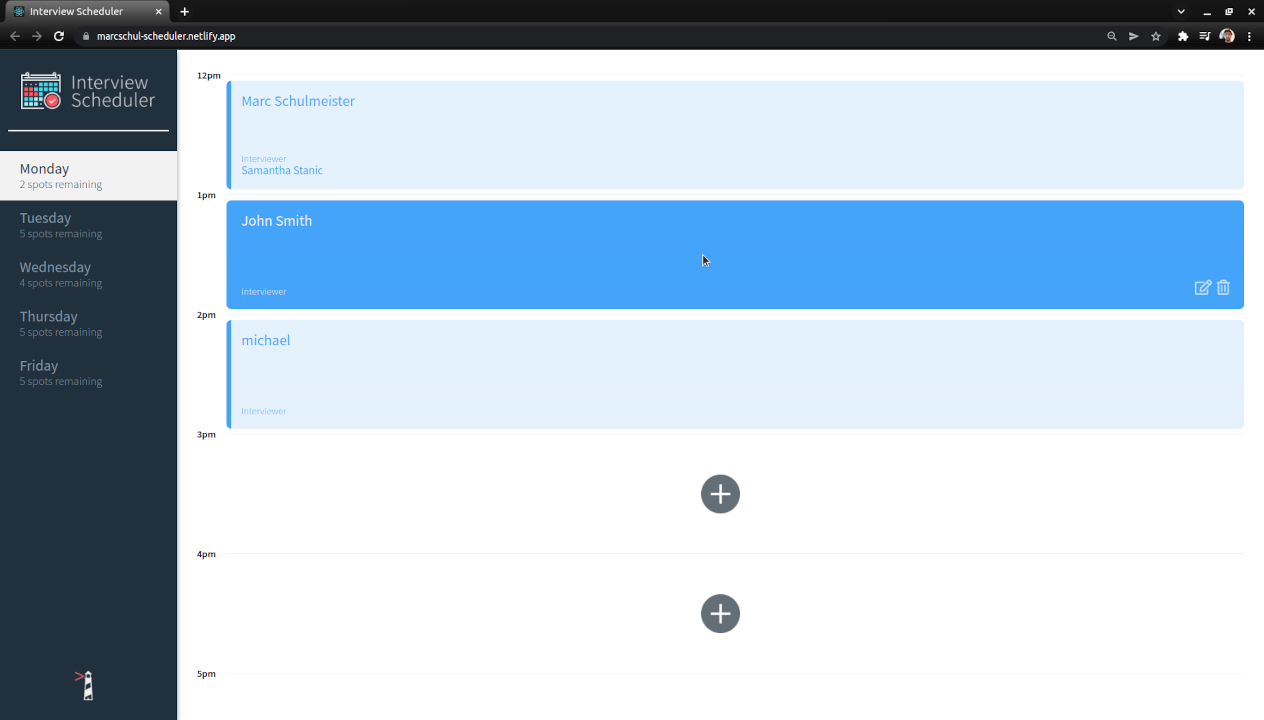 Interview Scheduler
marcschul-scheduler.netlify.app
Interview
Scheduler
Monday
2 spots remaining
Tuesday
5 spots remaining
Wednesday
4 spots remaining
Thursday
5 spots remaining
Friday
5 spots remaining
12pm
Marc Schulmeister
Interviewer
Samantha Stanic
1pm
John Smith
Interviewer
2pm
michael
Interviewer
3pm
4pm
5pm